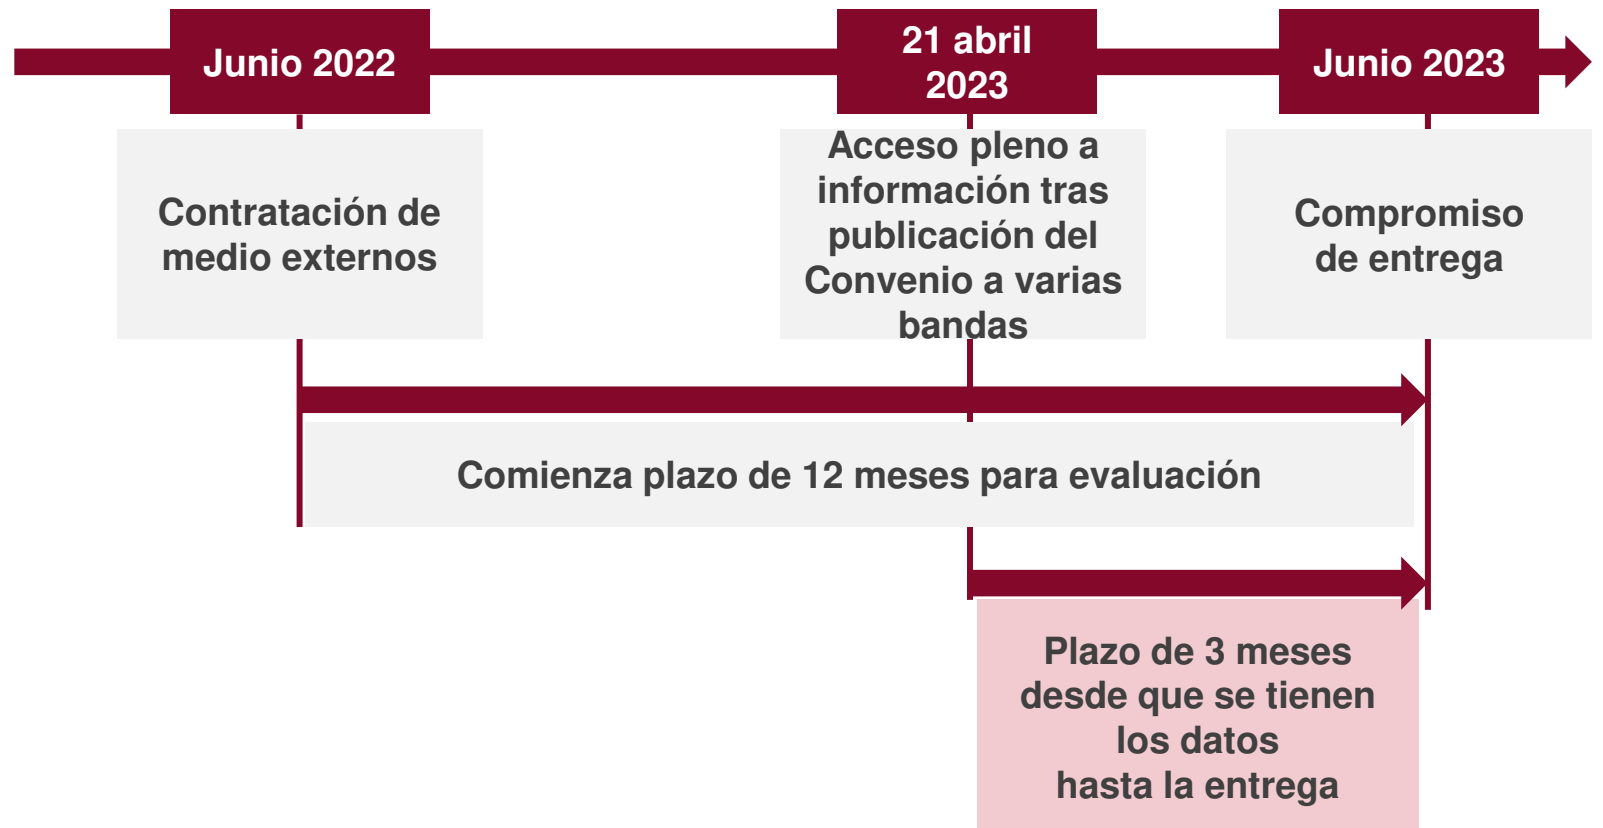 Junio 2022
21 abril
2023
Junio 2023
Contratación de
medio externos
Acceso pleno a
información tras
publicación del
Convenio a varias
bandas
Compromiso
de entrega
Comienza plazo de 12 meses para evaluación
Plazo de 3 meses
desde que se tienen
los datos
hasta la entrega